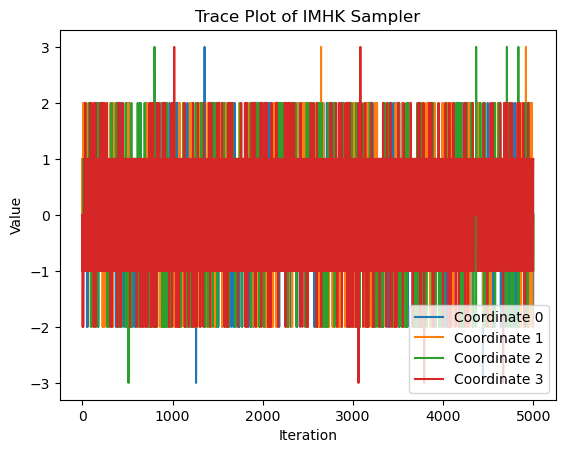 Trace Plot of IMHK Sampler
Value
3
2
1
0
−1
−2
−3
Coordinate 0
Coordinate 1
Coordinate 2
Coordinate 3
0 1000 2000 3000 4000 5000
Iteration